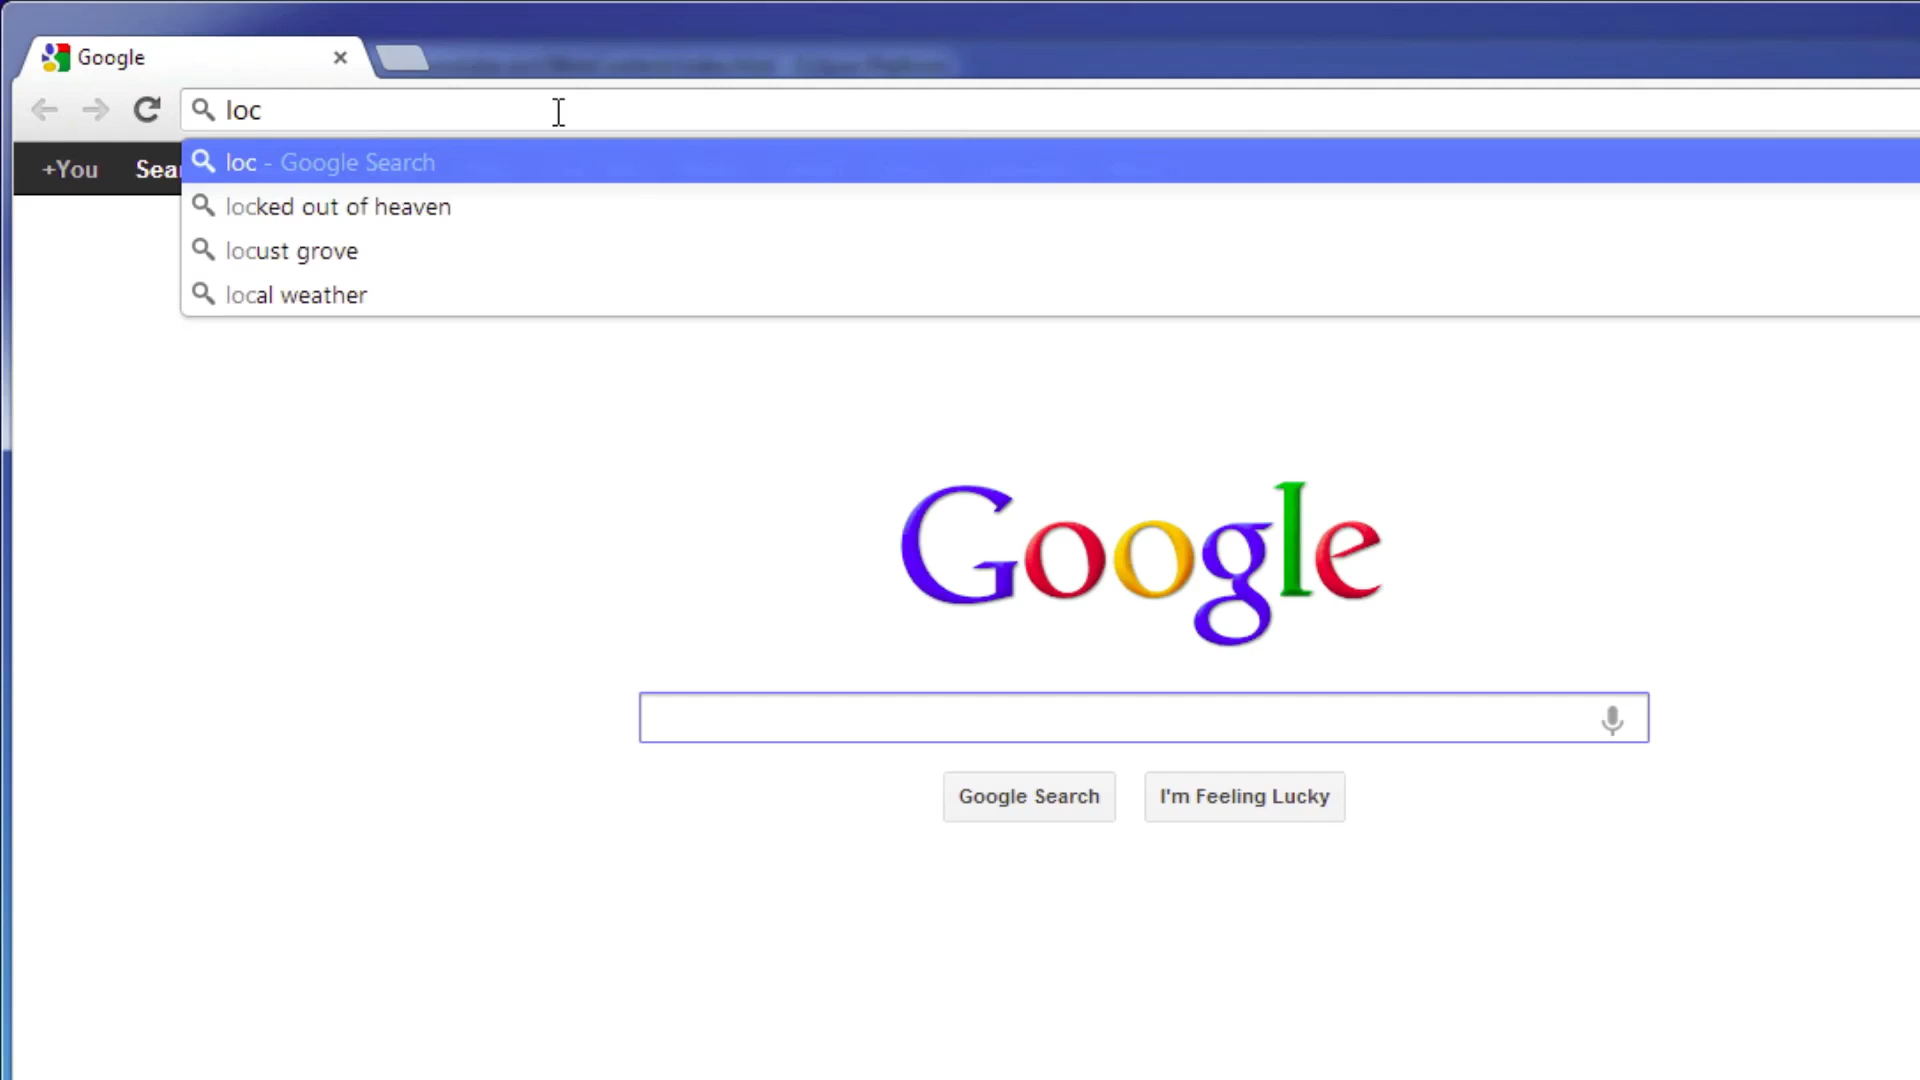 Google
loc
+You Sear
loc - Google Search
locked out of heaven
locust grove
local weather
Google
Google Search I'm Feeling Lucky